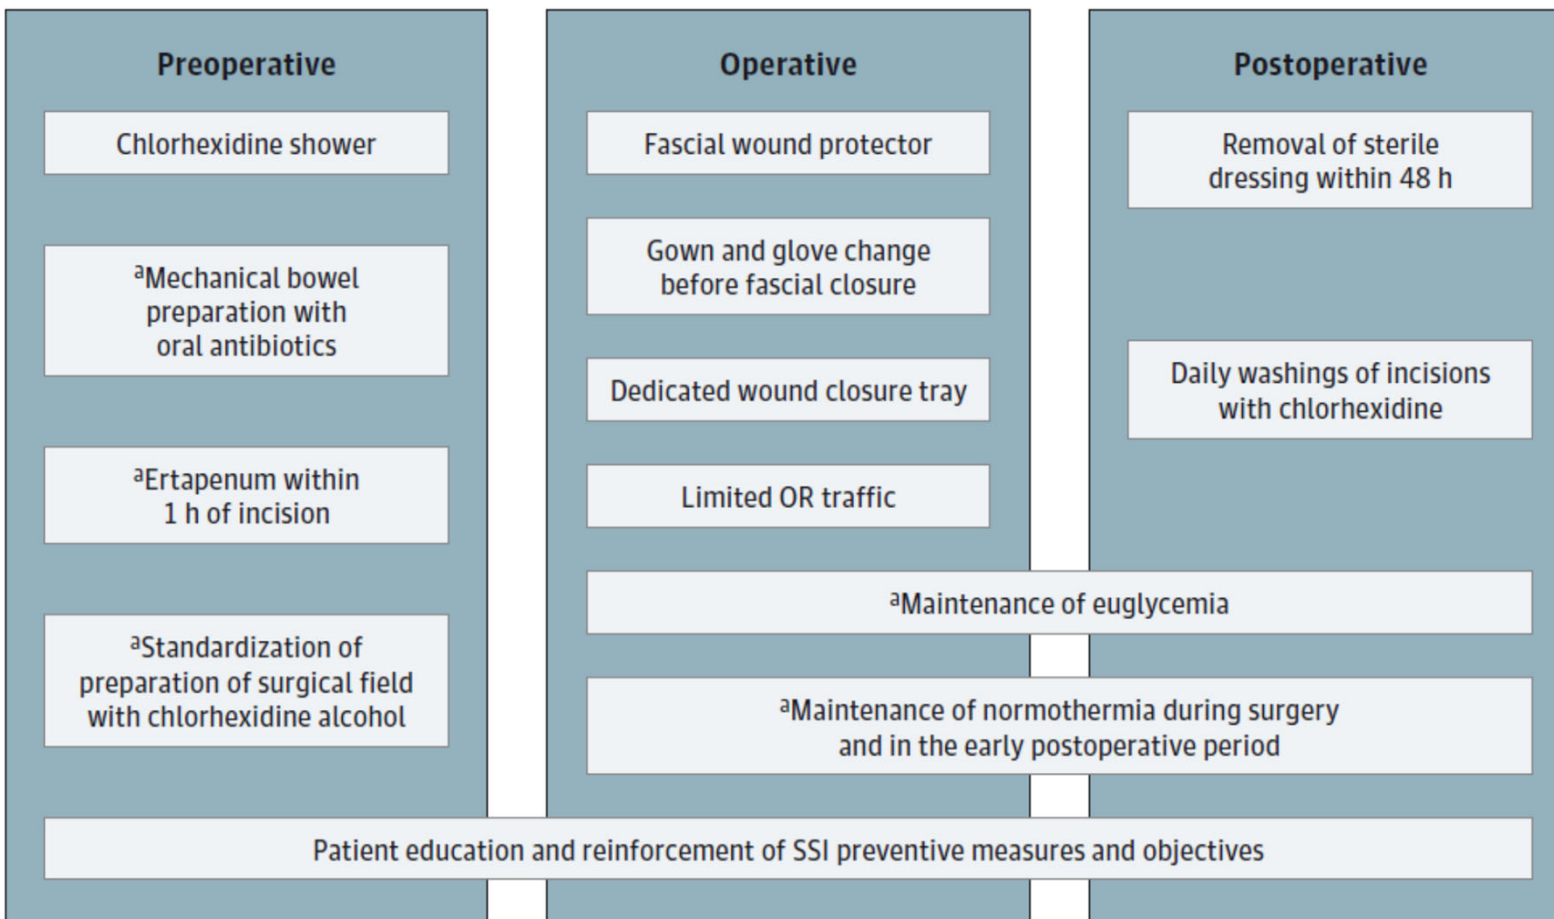 Preoperative
Chlorhexidine shower
ᵃMechanical bowel
preparation with
oral antibiotics
ᵃErtapenum within
1 h of incision
ᵃStandardization of
preparation of surgical field
with chlorhexidine alcohol
Operative
Fascial wound protector
Gown and glove change
before fascial closure
Dedicated wound closure tray
Limited OR traffic
Postoperative
Removal of sterile
dressing within 48 h
Daily washings of incisions
with chlorhexidine
ᵃMaintenance of euglycemia
ᵃMaintenance of normothermia during surgery
and in the early postoperative period
Patient education and reinforcement of SSI preventive measures and objectives